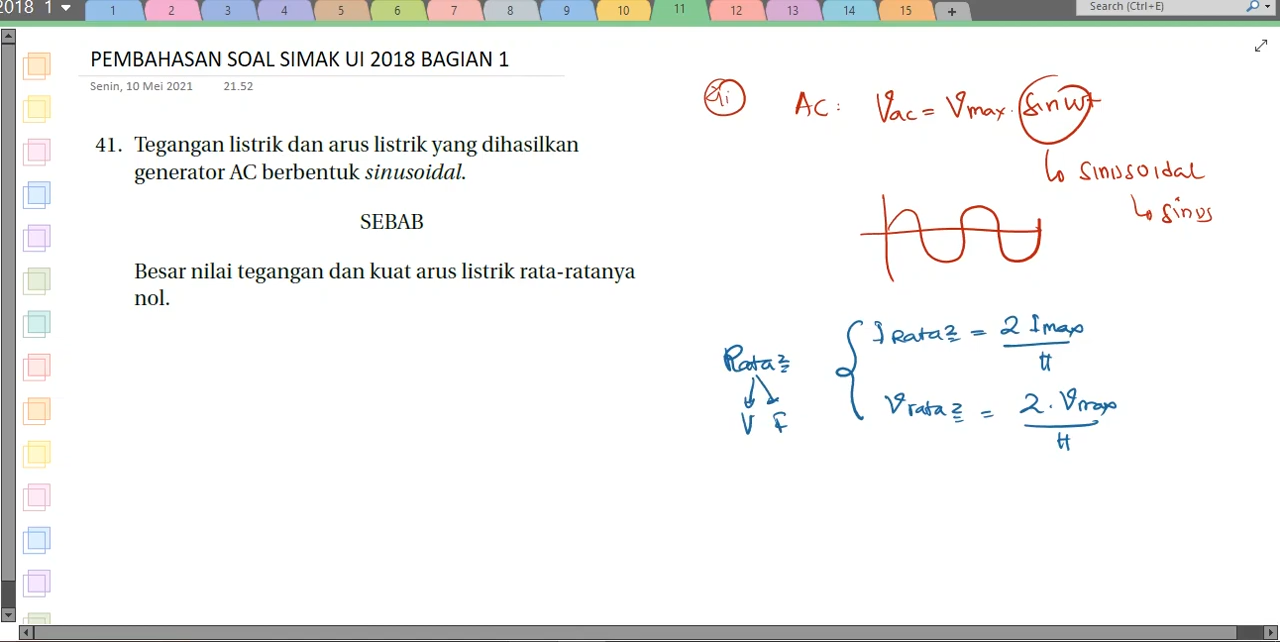 2018 1
1 2 3 4 5 6 7 8 9 10 11 12 13 14 15 +
Search (Ctrl+E)
PEMBAHASAN SOAL SIMAK UI 2018 BAGIAN 1
Senin, 10 Mei 2021 21.52
41. Tegangan listrik dan arus listrik yang dihasilkan
generator AC berbentuk sinusoidal.
SEBAB
Besar nilai tegangan dan kuat arus listrik rata-ratanya
nol.
41
AC : Vac = Vmax . sin ωt
↳ sinusoidal
↳ sinus
Rata2
V I
I Rata2 = 2 Imax / π
V rata2 = 2 . Vmax / π